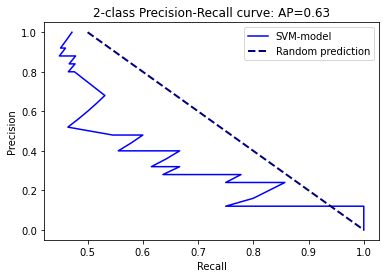 2-class Precision-Recall curve: AP=0.63
SVM-model
Random prediction
Precision
1.0
0.8
0.6
0.4
0.2
0.0
0.5 0.6 0.7 0.8 0.9 1.0
Recall